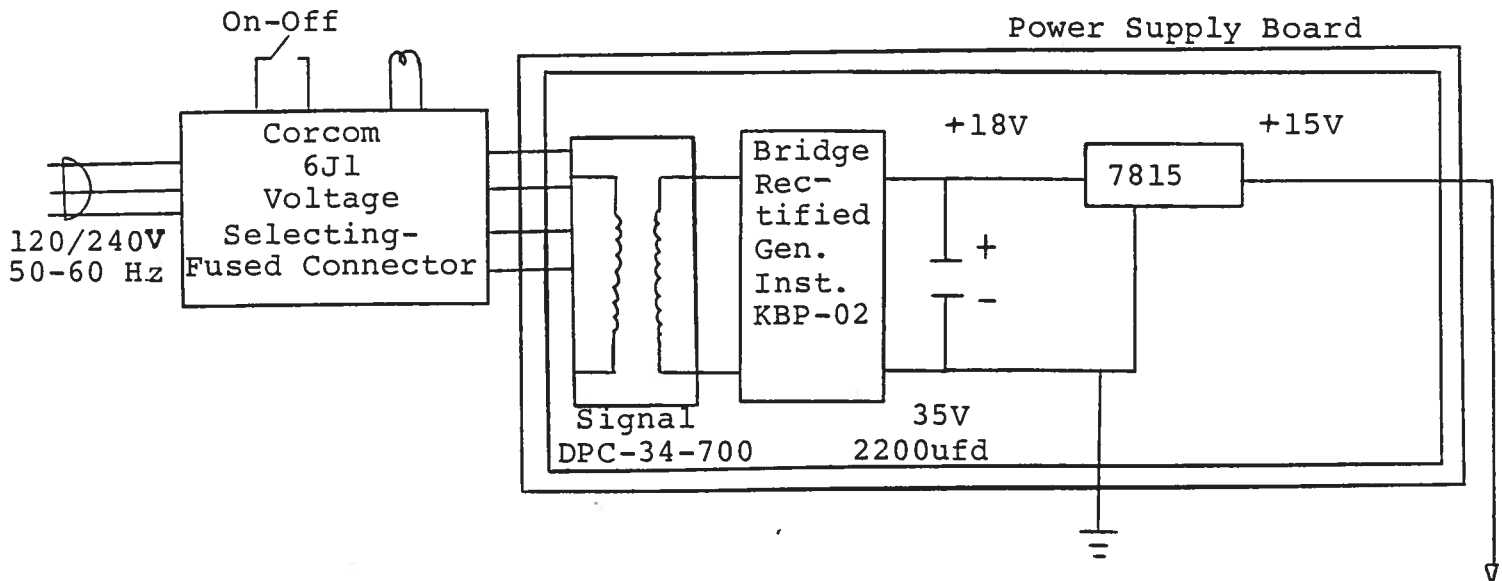 On-Off
Power Supply Board
Corcom
6J1
Voltage
Selecting-
Fused Connector
120/240V
50-60 Hz
Bridge
Rec-
tified
Gen.
Inst.
KBP-02
+18V
+15V
7815
+
-
Signal
DPC-34-700
35V
2200ufd